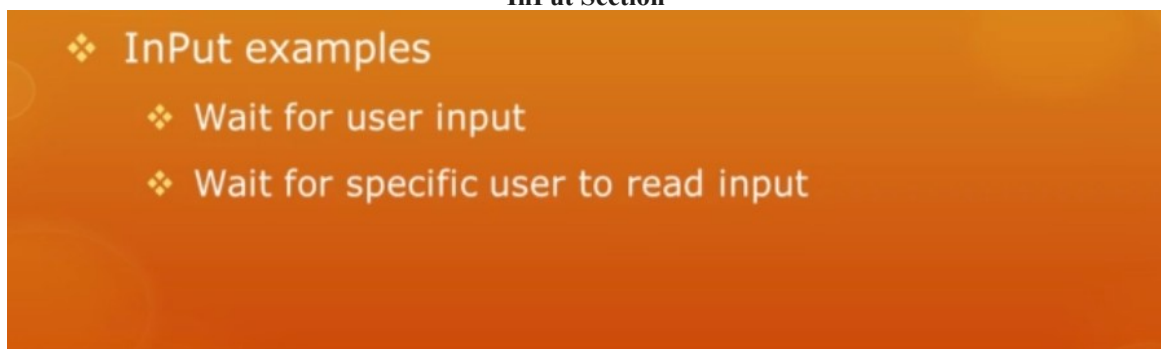 InPut Section
InPut examples
Wait for user input
Wait for specific user to read input